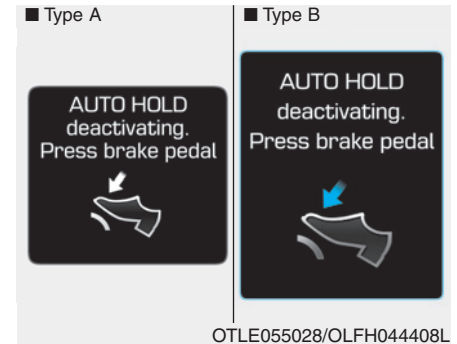 ■ Type A
■ Type B
AUTO HOLD
deactivating.
Press brake pedal
AUTO HOLD
deactivating.
Press brake pedal
OTLE055028/OLFH044408L